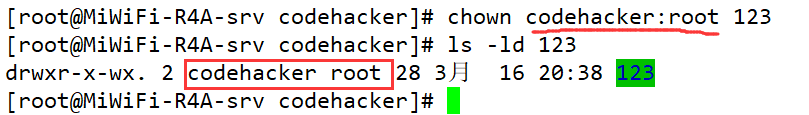 [root@MiWiFi-R4A-srv codehacker]# chown codehacker:root 123
[root@MiWiFi-R4A-srv codehacker]# ls -ld 123
drwxr-x-wx. 2 codehacker root 28 3月  16 20:38 123
[root@MiWiFi-R4A-srv codehacker]#